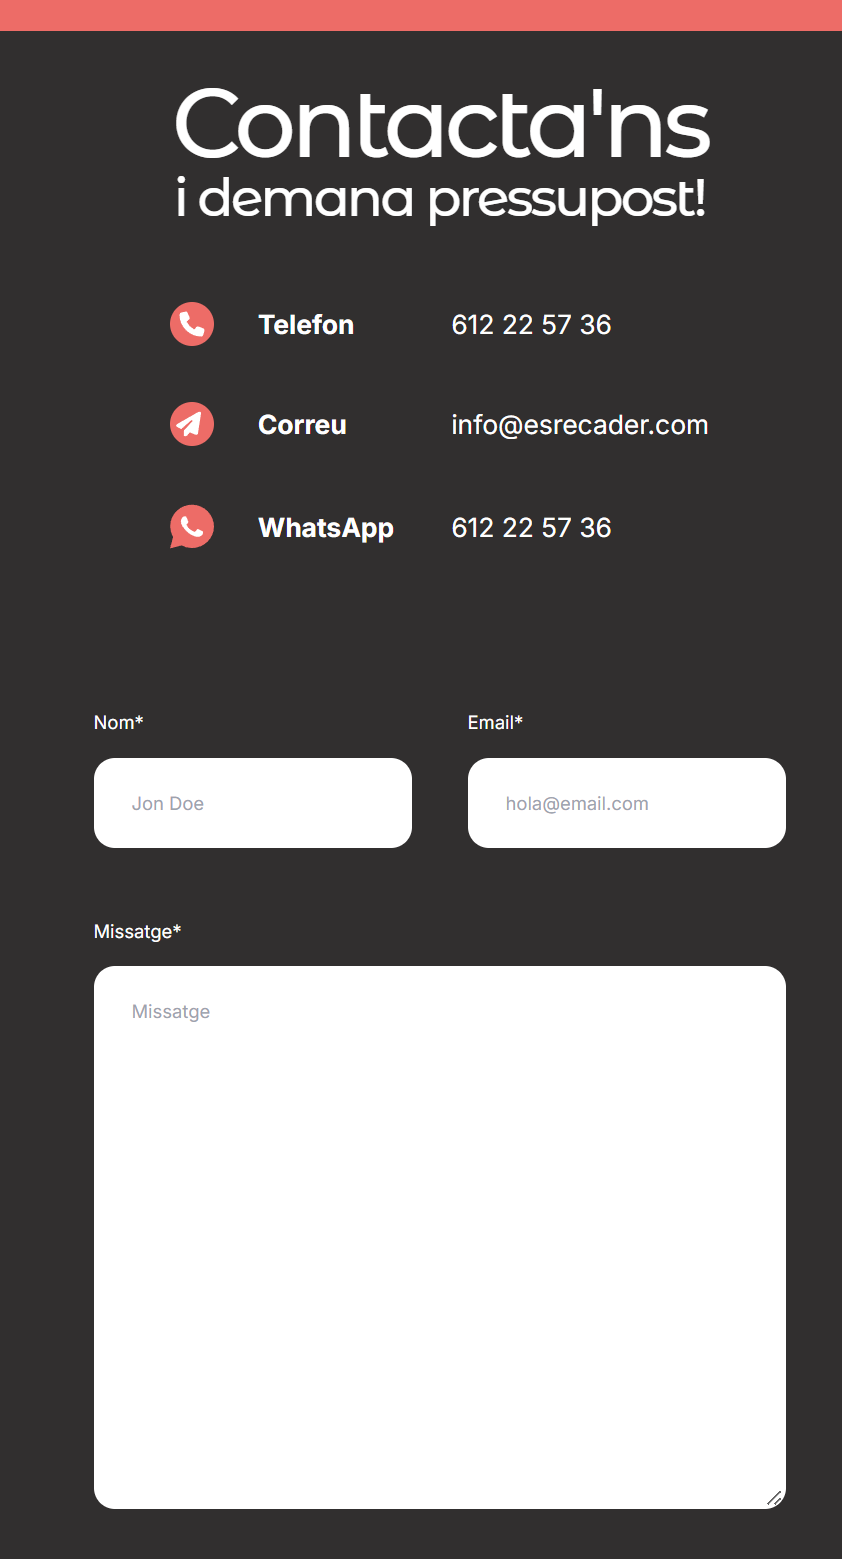 Contacta'ns
i demana pressupost!
Telefon 612 22 57 36
Correu info@esrecader.com
WhatsApp 612 22 57 36
Nom* Email*
Jon Doe hola@email.com
Missatge*
Missatge